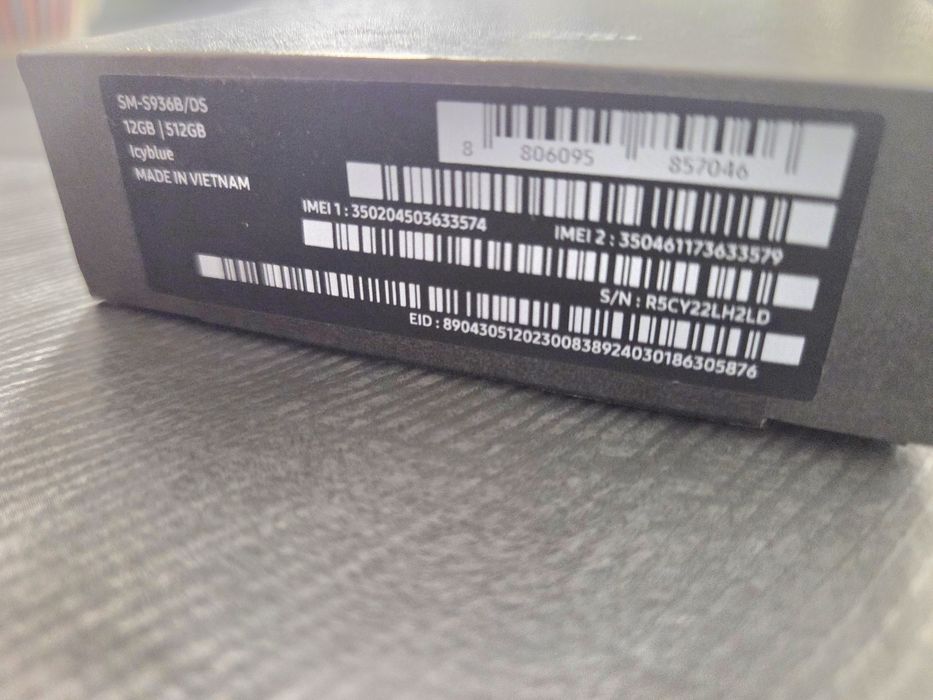 SM-S936B/DS
12GB | 512GB
Icyblue
MADE IN VIETNAM
8 806095 857046
IMEI 1 : 350204503633574
IMEI 2 : 350461173633579
S/N : R5CY22LH2LD
EID : 89043051202300838924030186305876